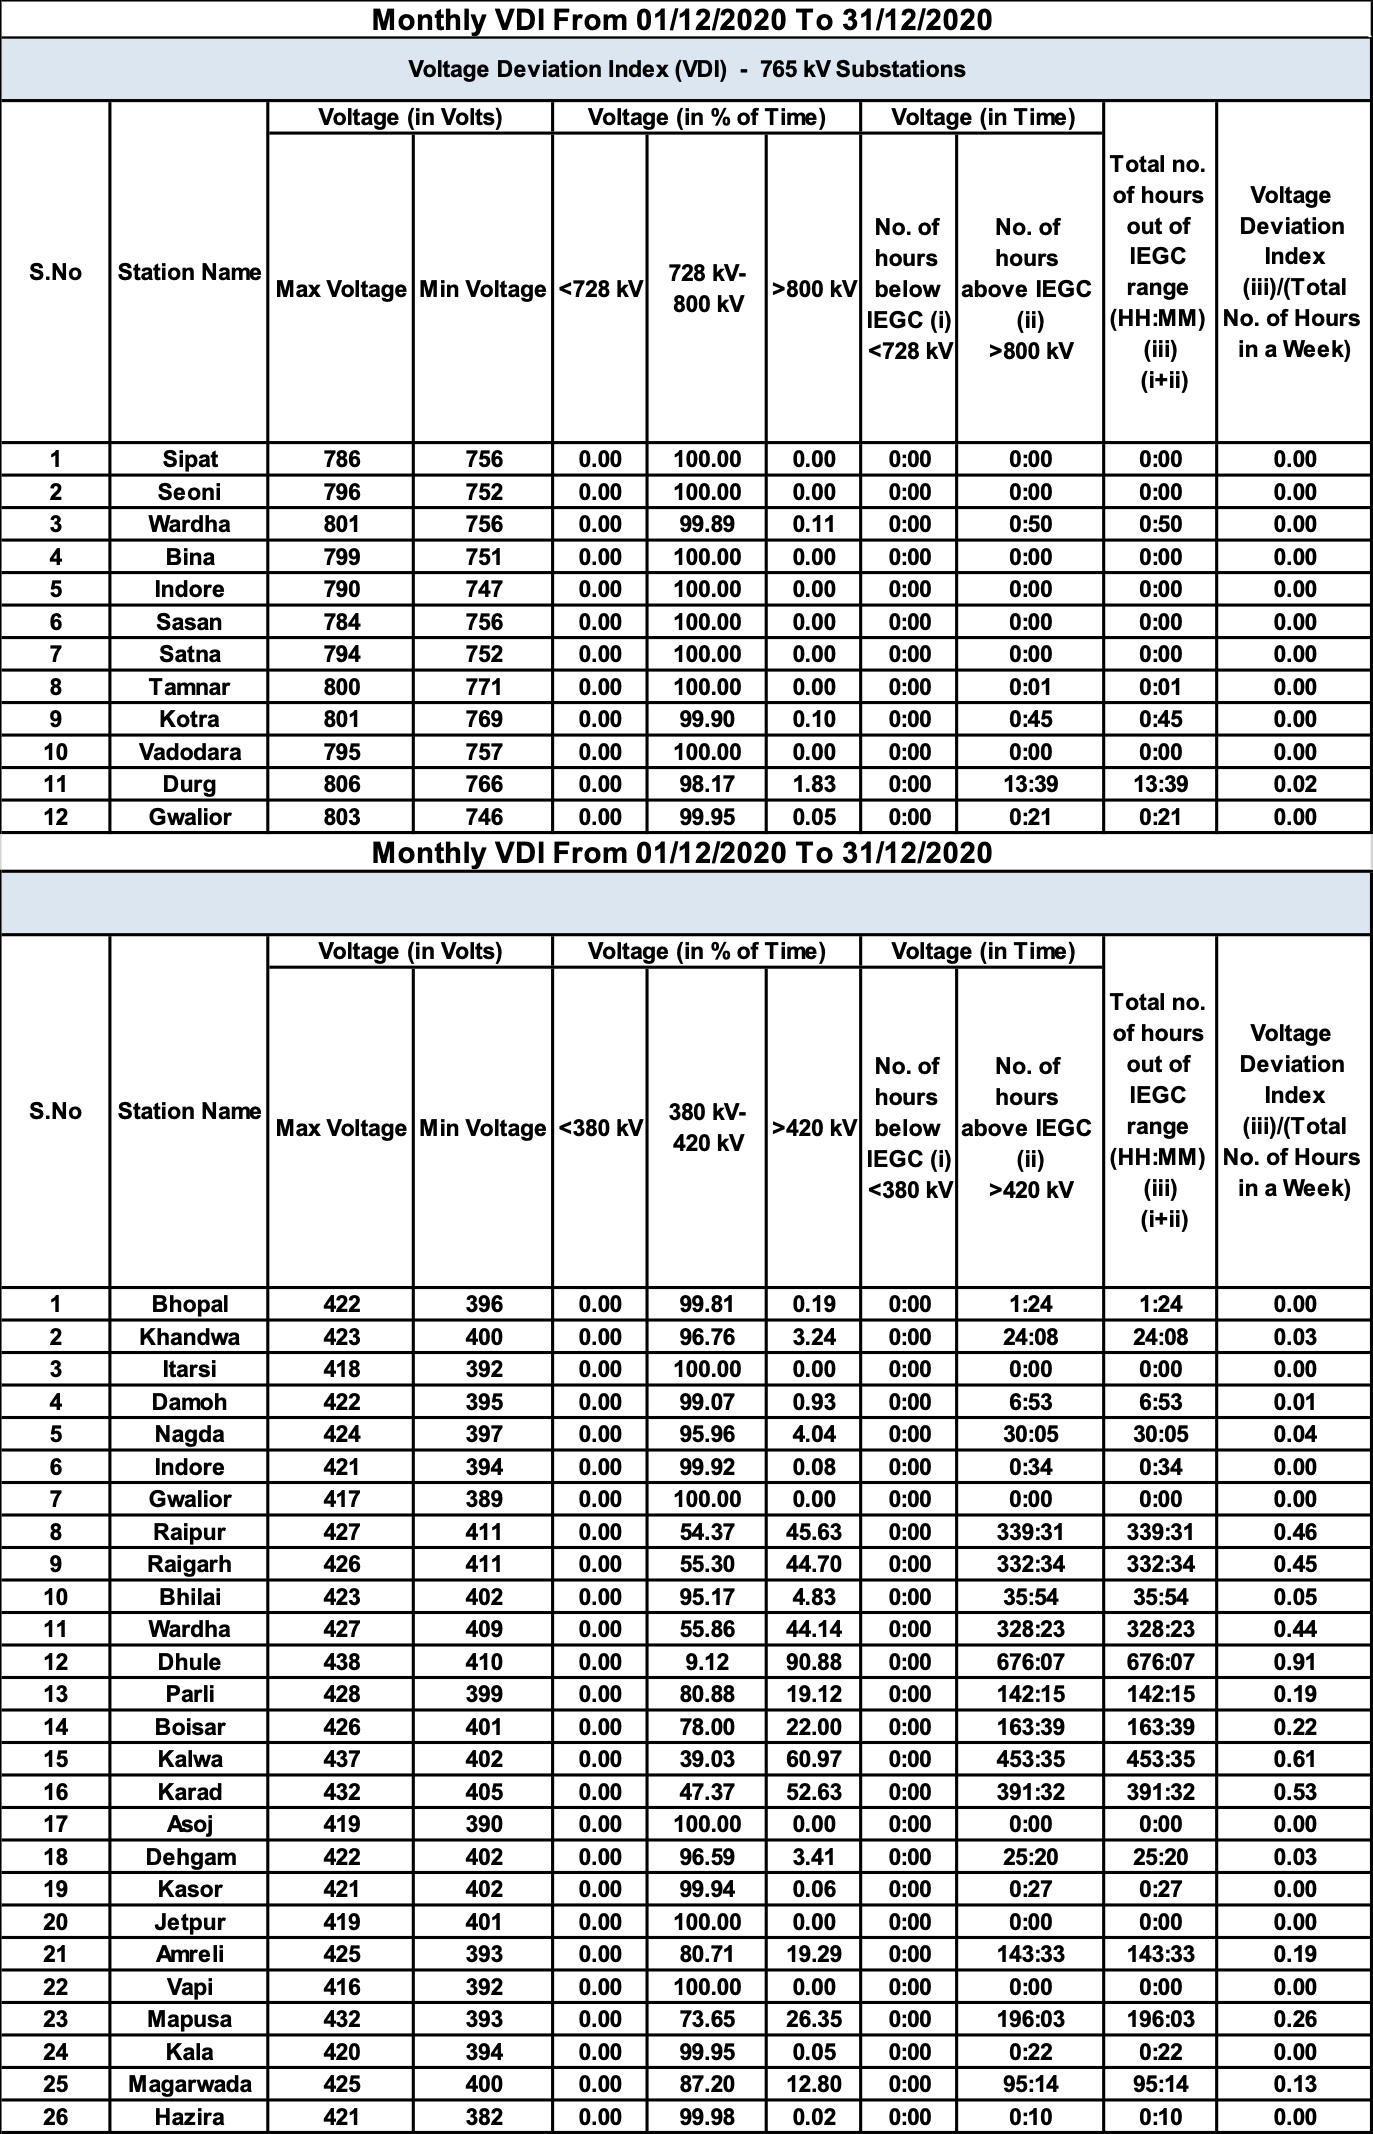 Monthly VDI From 01/12/2020 To 31/12/2020
Voltage Deviation Index (VDI) - 765 kV Substations
S.No Station Name Voltage (in Volts) Voltage (in % of Time) Voltage (in Time) Total no. of hours out of IEGC range (HH:MM) (iii) (i+ii) Voltage Deviation Index (iii)/(Total No. of Hours in a Week)
Max Voltage Min Voltage <728 kV 728 kV-800 kV >800 kV No. of hours below IEGC (i) <728 kV No. of hours above IEGC (ii) >800 kV
1 Sipat 786 756 0.00 100.00 0.00 0:00 0:00 0:00 0.00
2 Seoni 796 752 0.00 100.00 0.00 0:00 0:00 0:00 0.00
3 Wardha 801 756 0.00 99.89 0.11 0:00 0:50 0:50 0.00
4 Bina 799 751 0.00 100.00 0.00 0:00 0:00 0:00 0.00
5 Indore 790 747 0.00 100.00 0.00 0:00 0:00 0:00 0.00
6 Sasan 784 756 0.00 100.00 0.00 0:00 0:00 0:00 0.00
7 Satna 794 752 0.00 100.00 0.00 0:00 0:00 0:00 0.00
8 Tamnar 800 771 0.00 100.00 0.00 0:00 0:01 0:01 0.00
9 Kotra 801 769 0.00 99.90 0.10 0:00 0:45 0:45 0.00
10 Vadodara 795 757 0.00 100.00 0.00 0:00 0:00 0:00 0.00
11 Durg 806 766 0.00 98.17 1.83 0:00 13:39 13:39 0.02
12 Gwalior 803 746 0.00 99.95 0.05 0:00 0:21 0:21 0.00
Monthly VDI From 01/12/2020 To 31/12/2020
S.No Station Name Voltage (in Volts) Voltage (in % of Time) Voltage (in Time) Total no. of hours out of IEGC range (HH:MM) (iii) (i+ii) Voltage Deviation Index (iii)/(Total No. of Hours in a Week)
Max Voltage Min Voltage <380 kV 380 kV-420 kV >420 kV No. of hours below IEGC (i) <380 kV No. of hours above IEGC (ii) >420 kV
1 Bhopal 422 396 0.00 99.81 0.19 0:00 1:24 1:24 0.00
2 Khandwa 423 400 0.00 96.76 3.24 0:00 24:08 24:08 0.03
3 Itarsi 418 392 0.00 100.00 0.00 0:00 0:00 0:00 0.00
4 Damoh 422 395 0.00 99.07 0.93 0:00 6:53 6:53 0.01
5 Nagda 424 397 0.00 95.96 4.04 0:00 30:05 30:05 0.04
6 Indore 421 394 0.00 99.92 0.08 0:00 0:34 0:34 0.00
7 Gwalior 417 389 0.00 100.00 0.00 0:00 0:00 0:00 0.00
8 Raipur 427 411 0.00 54.37 45.63 0:00 339:31 339:31 0.46
9 Raigarh 426 411 0.00 55.30 44.70 0:00 332:34 332:34 0.45
10 Bhilai 423 402 0.00 95.17 4.83 0:00 35:54 35:54 0.05
11 Wardha 427 409 0.00 55.86 44.14 0:00 328:23 328:23 0.44
12 Dhule 438 410 0.00 9.12 90.88 0:00 676:07 676:07 0.91
13 Parli 428 399 0.00 80.88 19.12 0:00 142:15 142:15 0.19
14 Boisar 426 401 0.00 78.00 22.00 0:00 163:39 163:39 0.22
15 Kalwa 437 402 0.00 39.03 60.97 0:00 453:35 453:35 0.61
16 Karad 432 405 0.00 47.37 52.63 0:00 391:32 391:32 0.53
17 Asoj 419 390 0.00 100.00 0.00 0:00 0:00 0:00 0.00
18 Dehgam 422 402 0.00 96.59 3.41 0:00 25:20 25:20 0.03
19 Kasor 421 402 0.00 99.94 0.06 0:00 0:27 0:27 0.00
20 Jetpur 419 401 0.00 100.00 0.00 0:00 0:00 0:00 0.00
21 Amreli 425 393 0.00 80.71 19.29 0:00 143:33 143:33 0.19
22 Vapi 416 392 0.00 100.00 0.00 0:00 0:00 0:00 0.00
23 Mapusa 432 393 0.00 73.65 26.35 0:00 196:03 196:03 0.26
24 Kala 420 394 0.00 99.95 0.05 0:00 0:22 0:22 0.00
25 Magarwada 425 400 0.00 87.20 12.80 0:00 95:14 95:14 0.13
26 Hazira 421 382 0.00 99.98 0.02 0:00 0:10 0:10 0.00